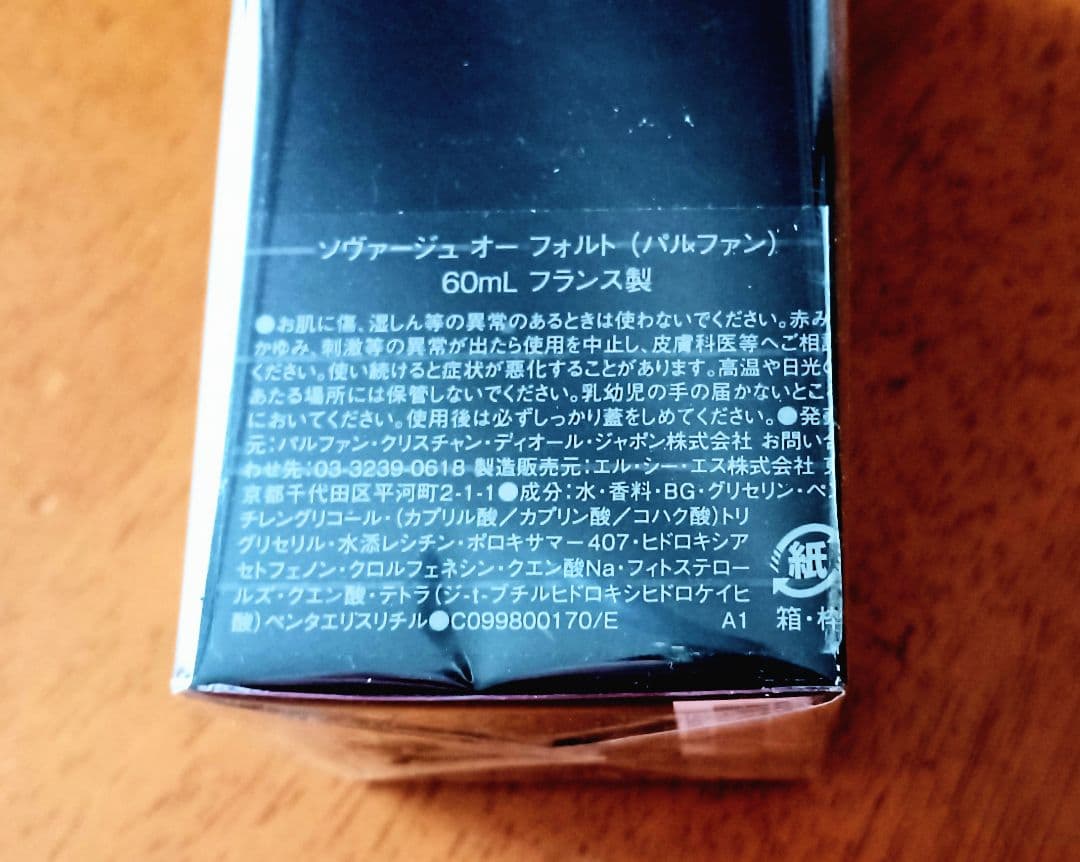 ソヴァージュ オー フォルト（パルファン）
60mL フランス製
●お肌に傷、湿しん等の異常のあるときは使わないでください。赤み
かゆみ、刺激等の異常が出たら使用を中止し、皮膚科医等へご相談
ください。使い続けると症状が悪化することがあります。高温や日光の
あたる場所には保管しないでください。乳幼児の手の届かないとこ
においてください。使用後は必ずしっかり蓋をしめてください。●発売
元：パルファン・クリスチャン・ディオール・ジャポン株式会社 お問い合
わせ先：03-3239-0618 製造販売元：エル・シー・エス株式会社 東
京都千代田区平河町2-1-1●成分：水・香料・BG・グリセリン・ペン
チレングリコール・（カプリル酸／カプリン酸／コハク酸）トリ
グリセリル・水添レシチン・ポロキサマー407・ヒドロキシア
セトフェノン・クロルフェネシン・クエン酸Na・フィトステロー
ルズ・クエン酸・テトラ（ジ-t-ブチルヒドロキシヒドロケイヒ
酸）ペンタエリスリチル●C099800170/E A1
紙
箱・枠